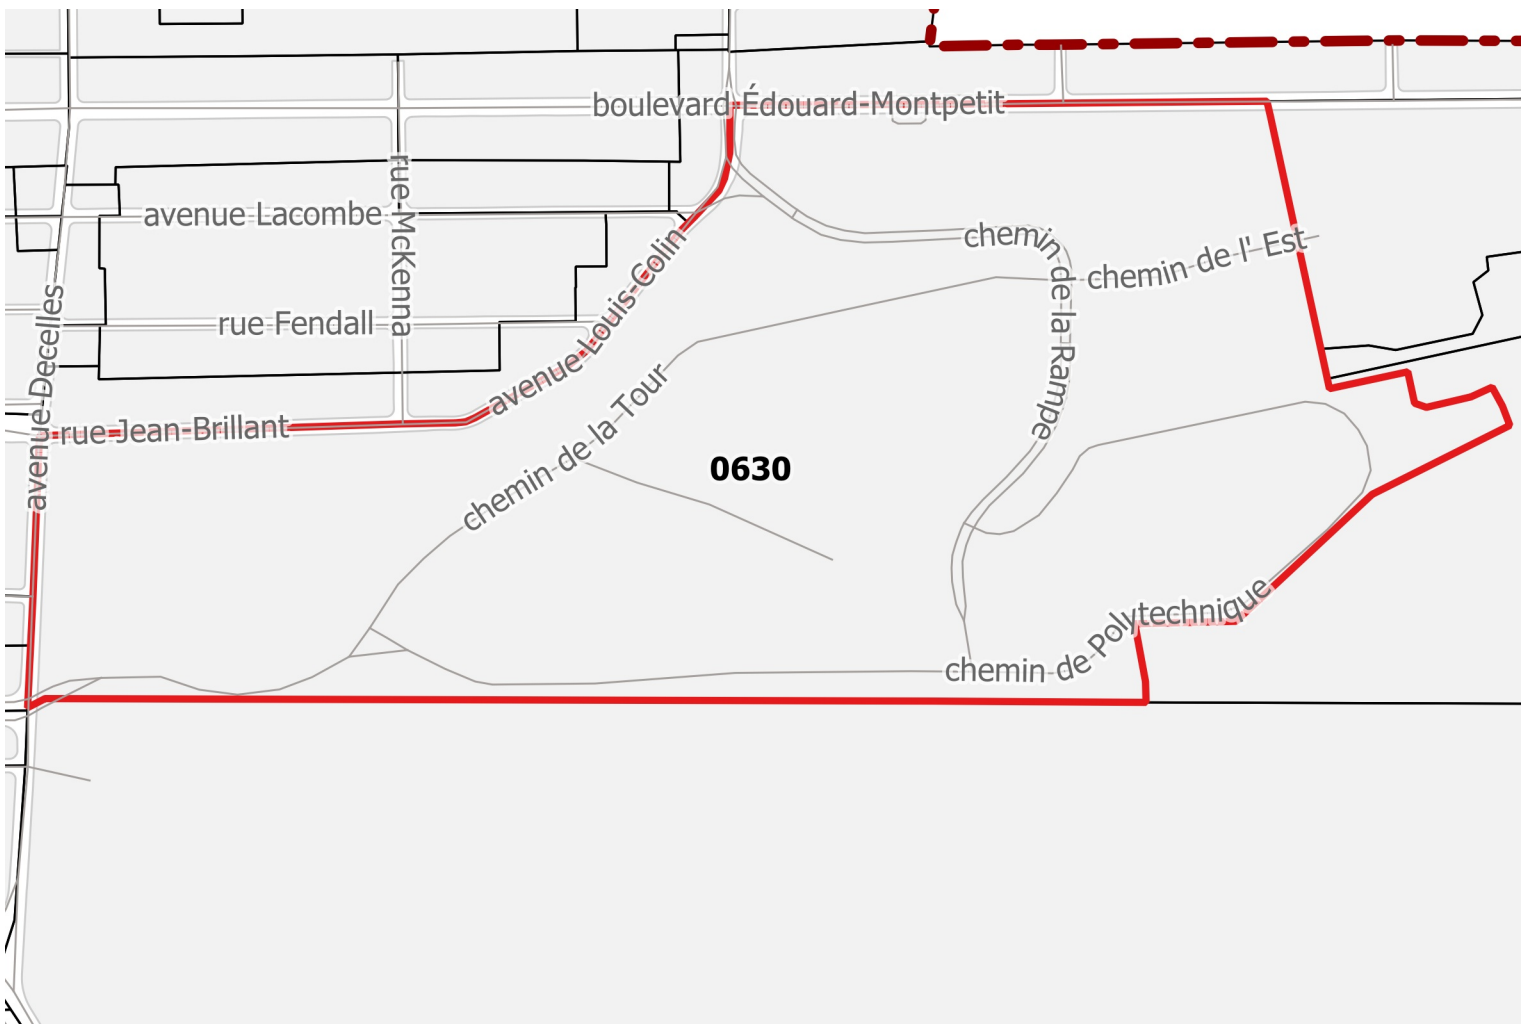 boulevard Édouard-Montpetit
rue McKenna
avenue Lacombe
chemin de la Rampe
chemin de l' Est
avenue Louis-Colin
rue Fendall
avenue Decelles
chemin de la Tour
rue Jean-Brillant
0630
chemin de Polytechnique